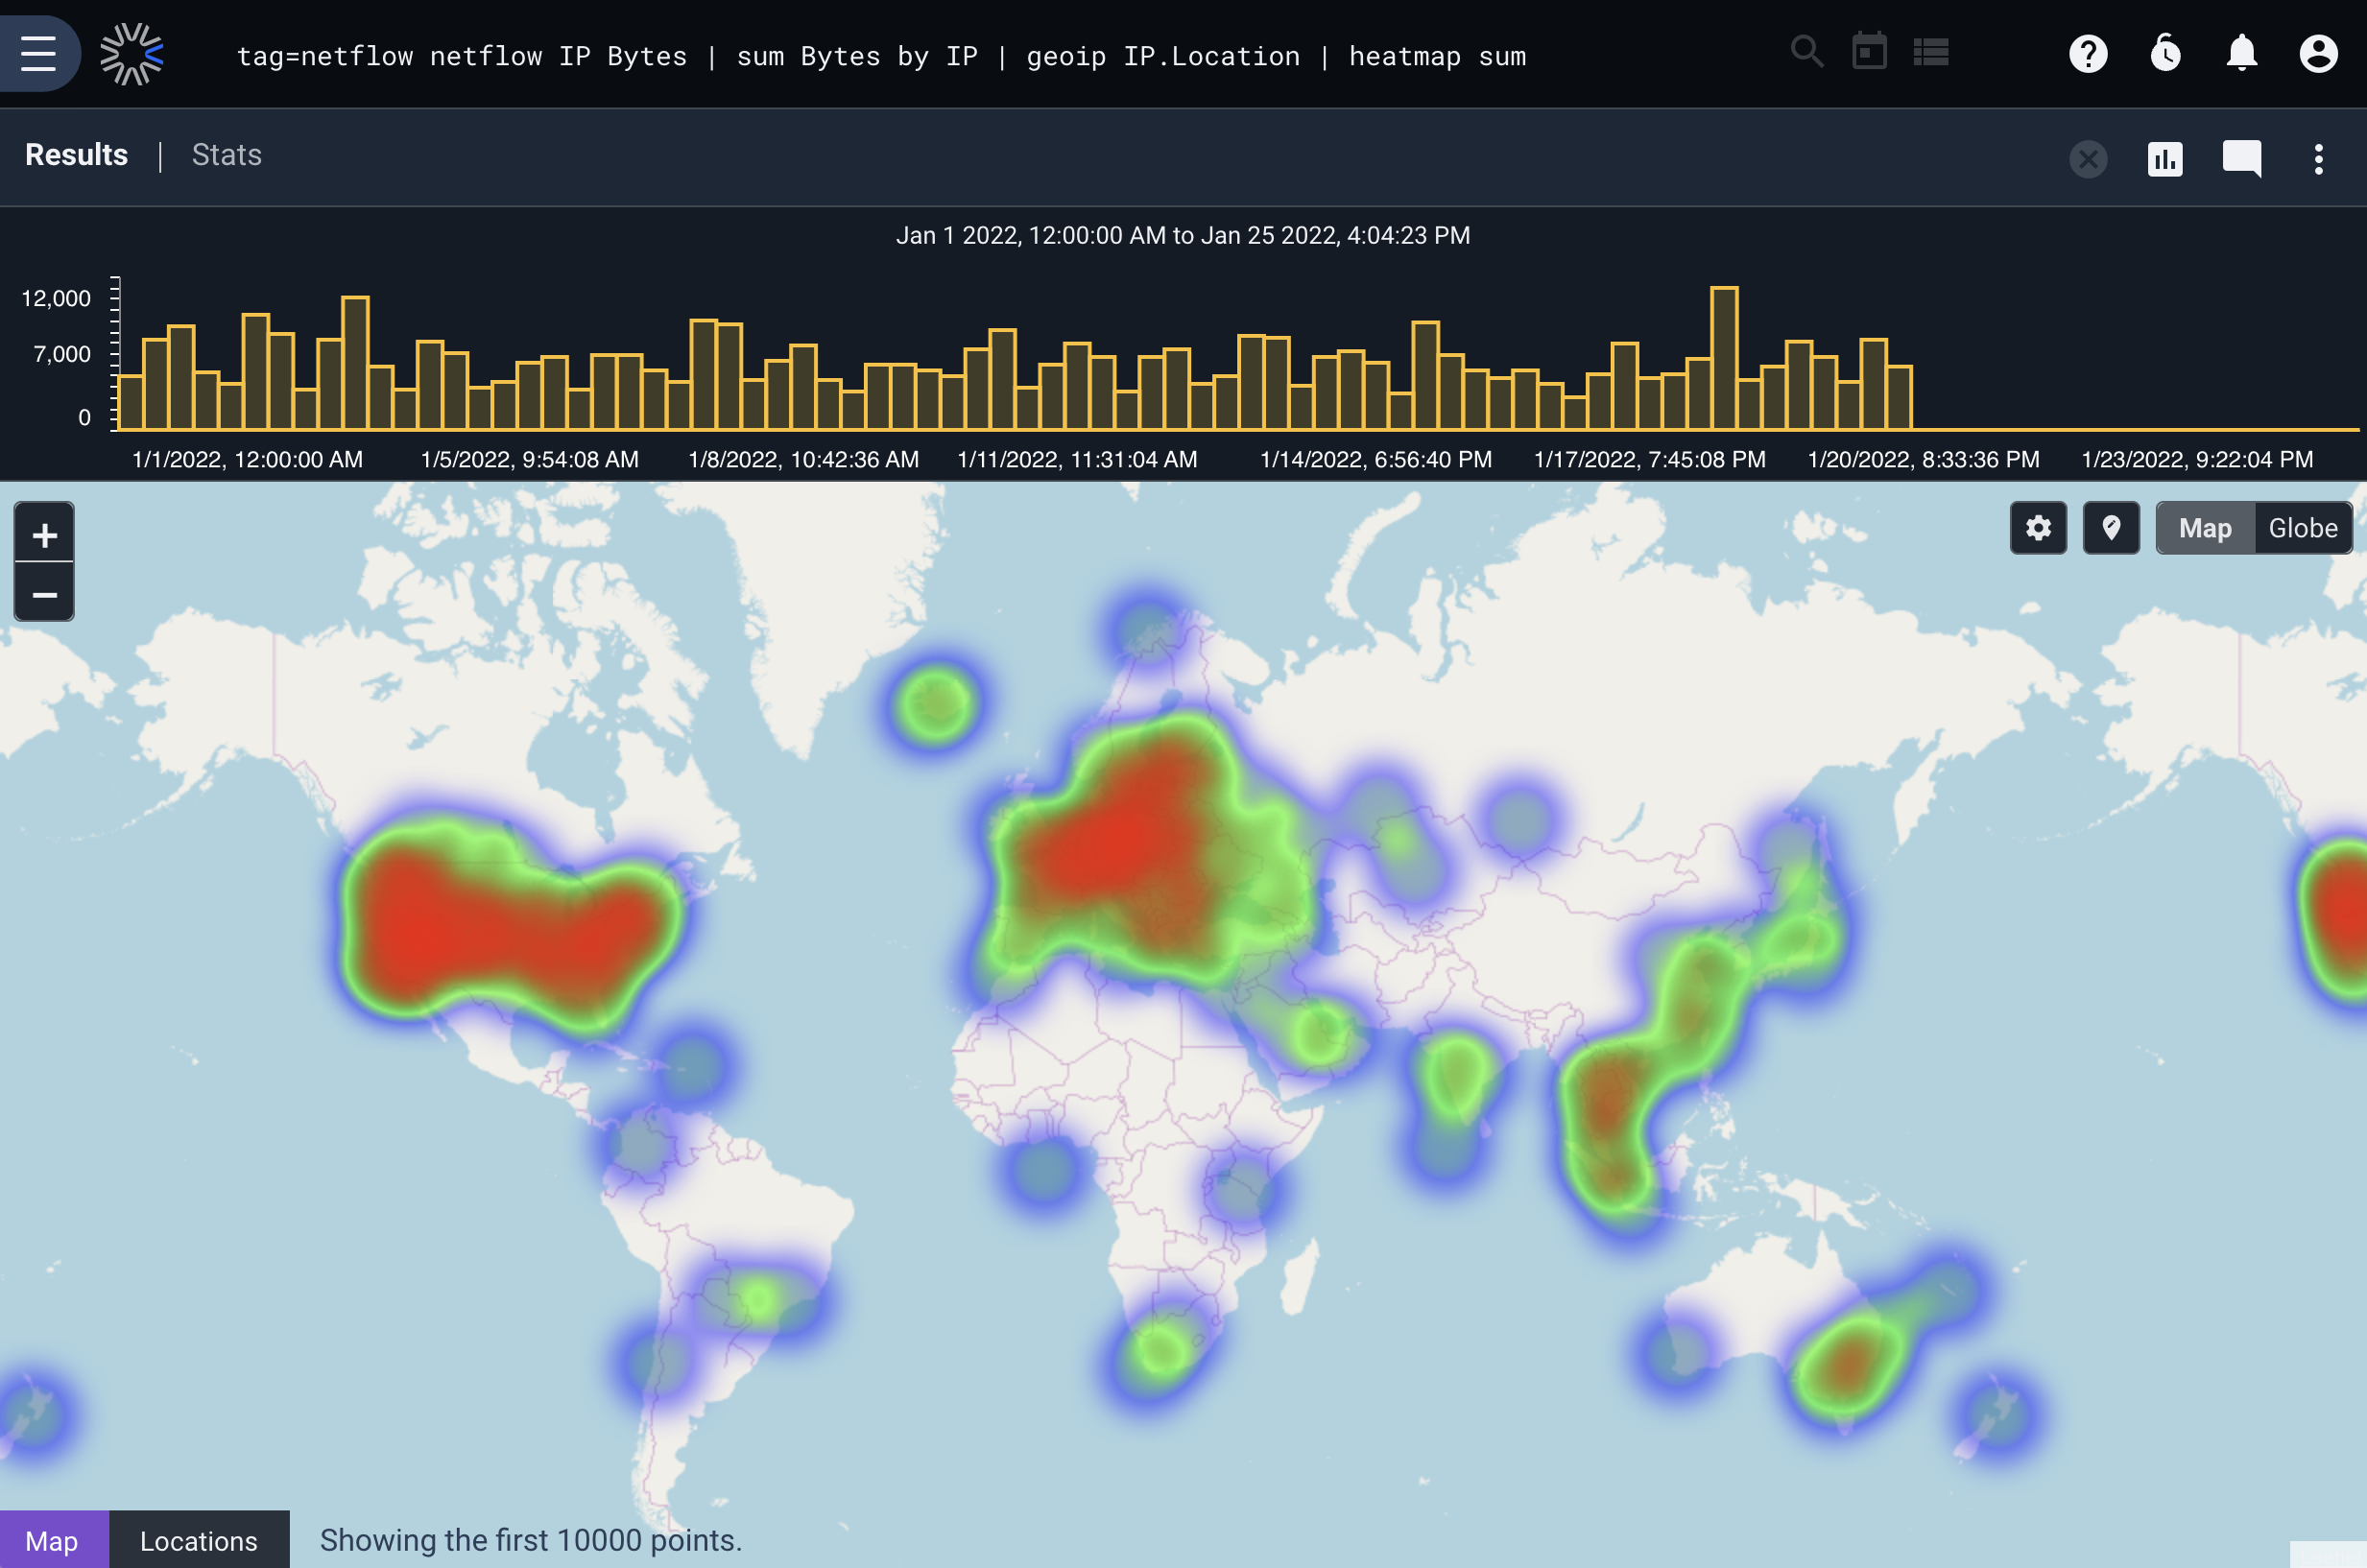 tag=netflow netflow IP Bytes | sum Bytes by IP | geoip IP.Location | heatmap sum
Results | Stats
Jan 1 2022, 12:00:00 AM to Jan 25 2022, 4:04:23 PM
12,000
7,000
0
1/1/2022, 12:00:00 AM 1/5/2022, 9:54:08 AM 1/8/2022, 10:42:36 AM 1/11/2022, 11:31:04 AM 1/14/2022, 6:56:40 PM 1/17/2022, 7:45:08 PM 1/20/2022, 8:33:36 PM 1/23/2022, 9:22:04 PM
+
−
Map Globe
Map Locations Showing the first 10000 points.